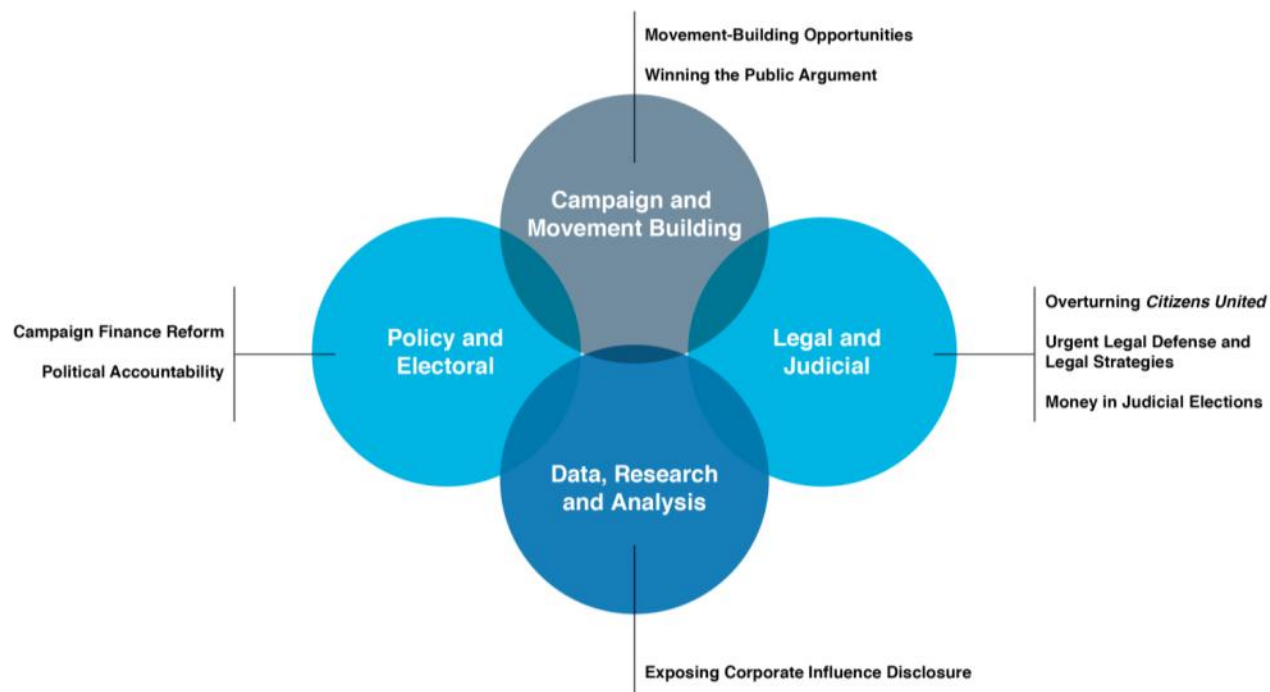 Movement-Building Opportunities
Winning the Public Argument
Campaign and
Movement Building
Campaign Finance Reform
Political Accountability
Policy and
Electoral
Legal and
Judicial
Overturning Citizens United
Urgent Legal Defense and
Legal Strategies
Money in Judicial Elections
Data, Research
and Analysis
Exposing Corporate Influence Disclosure